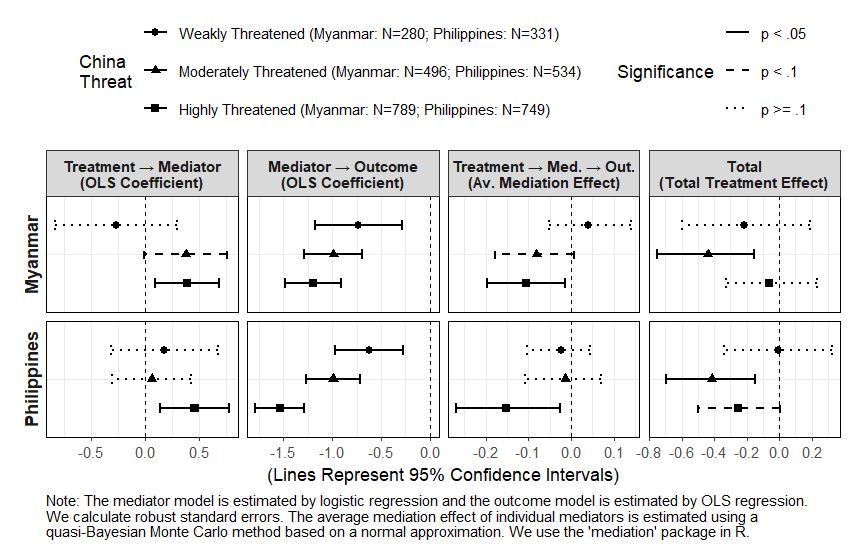 China
Threat
Weakly Threatened (Myanmar: N=280; Philippines: N=331)
Moderately Threatened (Myanmar: N=496; Philippines: N=534)
Highly Threatened (Myanmar: N=789; Philippines: N=749)
Significance
p < .05
p < .1
p >= .1
Treatment → Mediator
(OLS Coefficient)
Mediator → Outcome
(OLS Coefficient)
Treatment → Med. → Out.
(Av. Mediation Effect)
Total
(Total Treatment Effect)
Myanmar
Philippines
-0.5 0.0 0.5
-1.5 -1.0 -0.5 0.0
-0.2 -0.1 0.0 0.1
-0.8 -0.6 -0.4 -0.2 0.0 0.2
(Lines Represent 95% Confidence Intervals)
Note: The mediator model is estimated by logistic regression and the outcome model is estimated by OLS regression.
We calculate robust standard errors. The average mediation effect of individual mediators is estimated using a
quasi-Bayesian Monte Carlo method based on a normal approximation. We use the 'mediation' package in R.